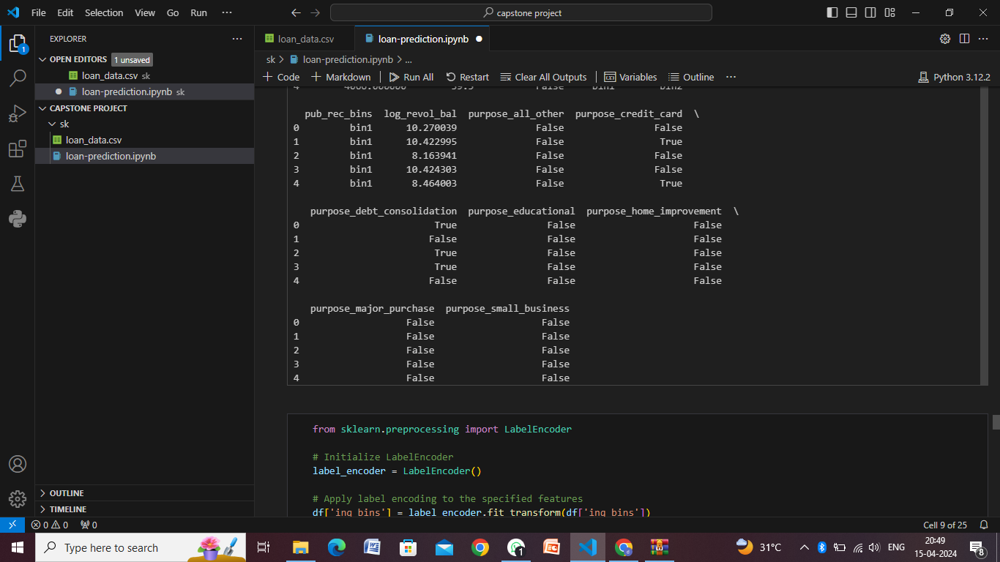 File Edit Selection View Go Run ···
capstone project
EXPLORER ···
OPEN EDITORS 1 unsaved
loan_data.csv sk
loan-prediction.ipynb sk
CAPSTONE PROJECT
sk
loan_data.csv
loan-prediction.ipynb
OUTLINE
TIMELINE
1
loan_data.csv
loan-prediction.ipynb
sk > loan-prediction.ipynb > ...
+ Code + Markdown Run All Restart Clear All Outputs Variables Outline ··· Python 3.12.2
4 4066.000000 59.5 False bin1 bin2
pub_rec_bins log_revol_bal purpose_all_other purpose_credit_card \
0 bin1 10.270039 False False
1 bin1 10.422995 False True
2 bin1 8.163941 False False
3 bin1 10.424303 False False
4 bin1 8.464003 False True
purpose_debt_consolidation purpose_educational purpose_home_improvement \
0 True False False
1 False False False
2 True False False
3 True False False
4 False False False
purpose_major_purchase purpose_small_business
0 False False
1 False False
2 False False
3 False False
4 False False
from sklearn.preprocessing import LabelEncoder
# Initialize LabelEncoder
label_encoder = LabelEncoder()
# Apply label encoding to the specified features
df['inq_bins'] = label_encoder.fit_transform(df['inq_bins'])
0 0 0
Cell 9 of 25
Type here to search
31°C
ENG
20:49
15-04-2024
8